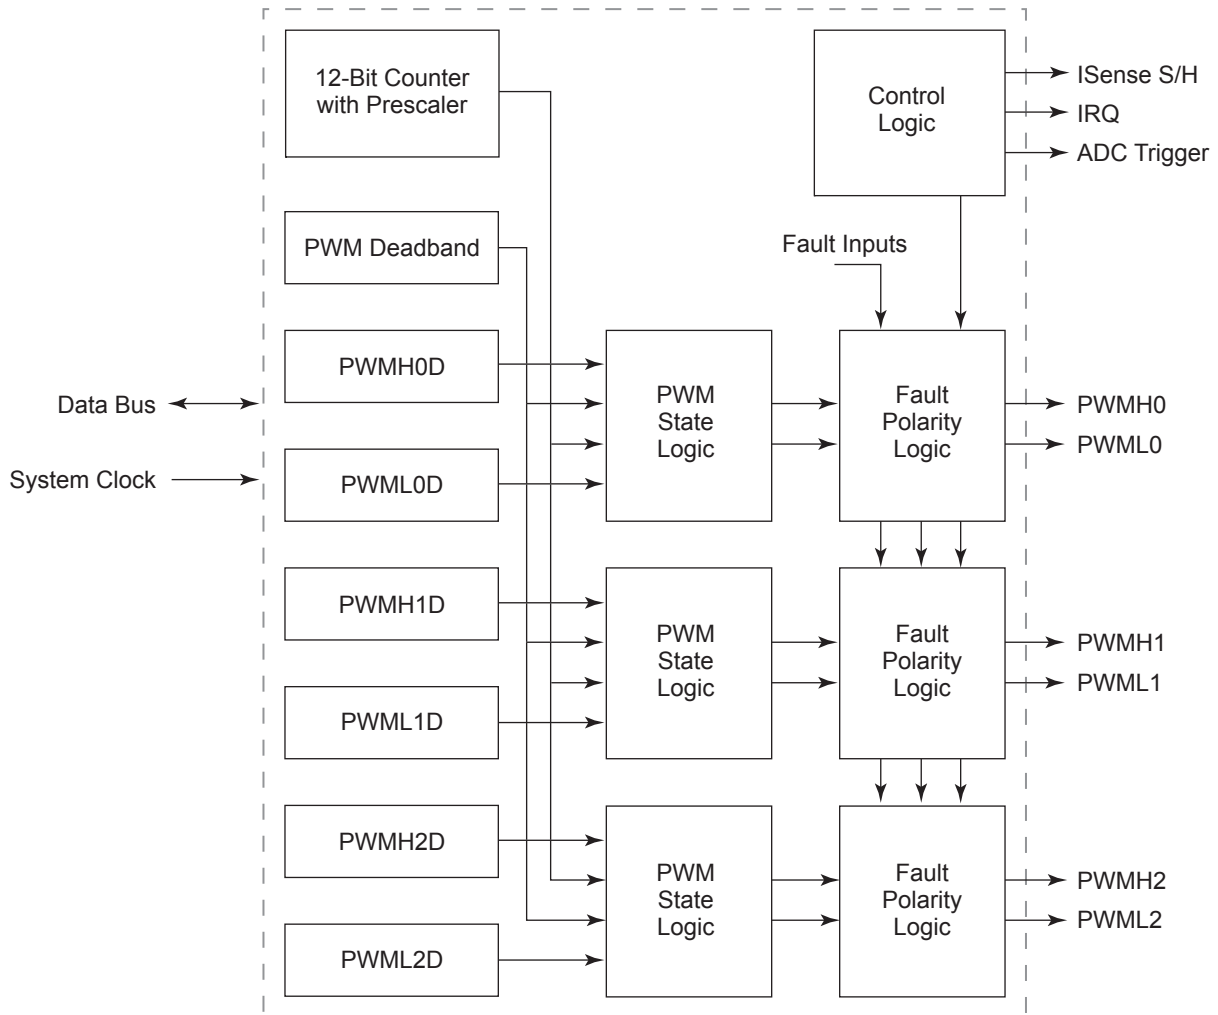 12-Bit Counter
with Prescaler
Control
Logic
ISense S/H
IRQ
ADC Trigger
PWM Deadband
Fault Inputs
PWMH0D
PWM
State
Logic
Fault
Polarity
Logic
Data Bus
PWMH0
PWML0
System Clock
PWML0D
PWMH1D
PWM
State
Logic
Fault
Polarity
Logic
PWMH1
PWML1
PWML1D
PWMH2D
PWM
State
Logic
Fault
Polarity
Logic
PWMH2
PWML2
PWML2D